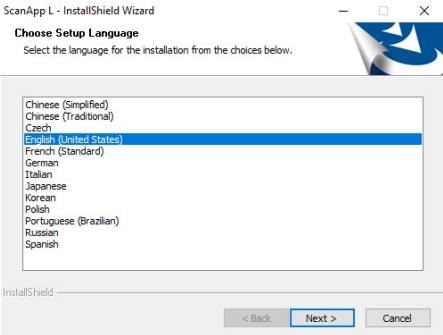 ScanApp L - InstallShield Wizard
Choose Setup Language
Select the language for the installation from the choices below.
Chinese (Simplified)
Chinese (Traditional)
Czech
English (United States)
French (Standard)
German
Italian
Japanese
Korean
Polish
Portuguese (Brazilian)
Russian
Spanish
InstallShield
< Back Next > Cancel